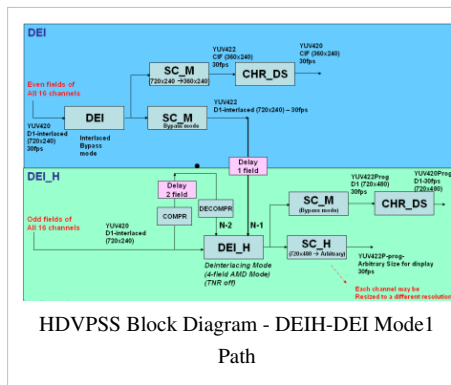 DEI
YUV422
CIF (360x240)
30fps
YUV420
CIF (360x240)
30fps
SC_M
(720x240 →360x240)
CHR_DS
Even fields of
All 16 channels
YUV422
D1-interlaced (720x240) – 30fps
DEI
SC_M
Bypass mode
YUV420
D1-interlaced
(720x240)
30fps
Interlaced
Bypass
mode
Delay
1 field
DEI_H
Delay
2 field
YUV422Prog
D1 (720x480)
30fps
YUV420Prog
D1-30fps
(720x480)
COMPR
DECOMPR
SC_M
(Bypass mode)
CHR_DS
Odd fields of
All 16 channels
YUV420
D1-interlaced
(720x240)
N-2
N-1
DEI_H
SC_H
(720x480 → Arbitrary)
Deinterlacing Mode
(4-field AMD Mode)
(TNR off)
YUV422P-prog-
Arbitrary Size for display
30fps
Each channel may be
Resized to a different resolution
HDVPSS Block Diagram - DEIH-DEI Mode1
Path